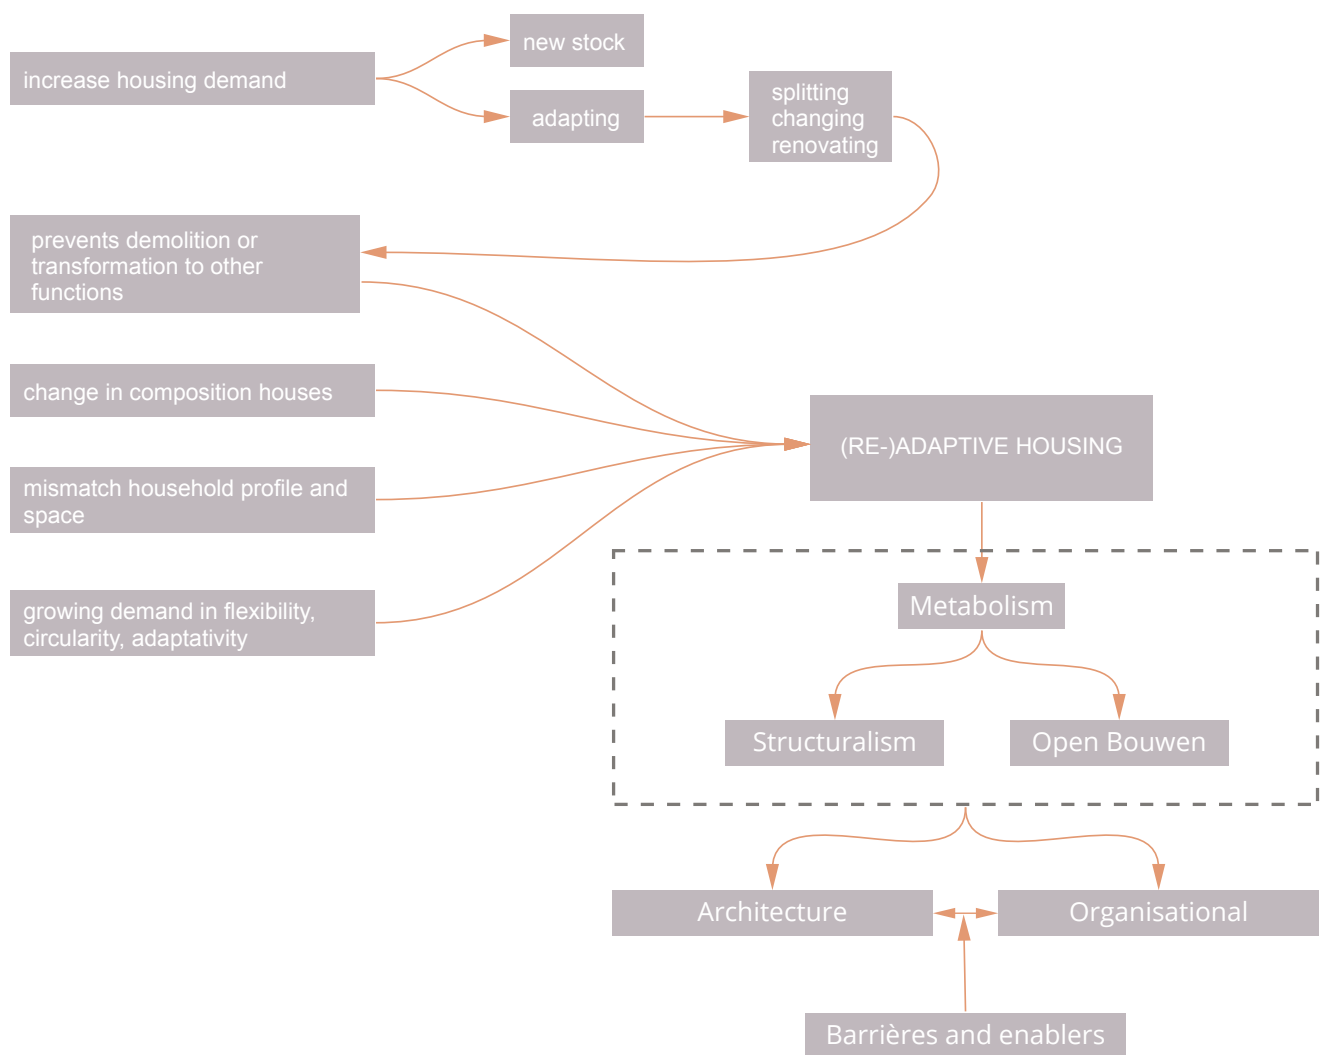 new stock
increase housing demand
adapting
splitting
changing
renovating
prevents demolition or
transformation to other
functions
change in composition houses
(RE-)ADAPTIVE HOUSING
mismatch household profile and
space
growing demand in flexibility,
circularity, adaptativity
Metabolism
Structuralism
Open Bouwen
Architecture
Organisational
Barrières and enablers